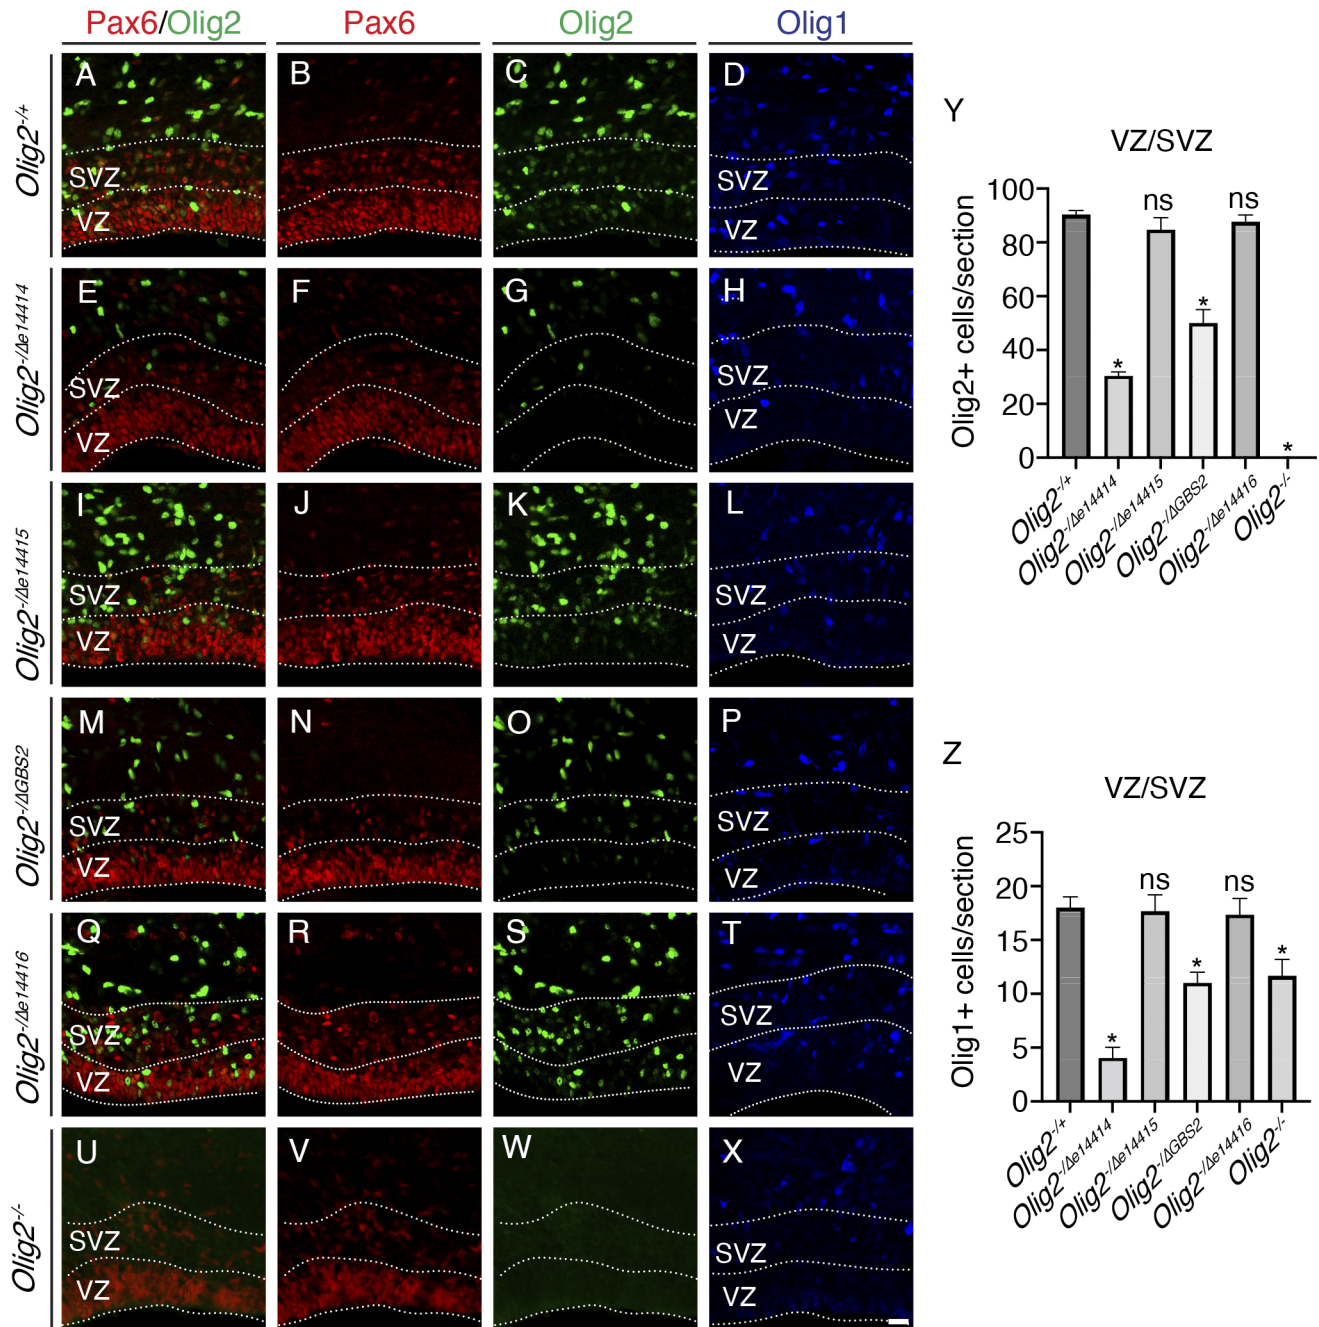 Pax6/Olig2 Pax6 Olig2 Olig1
Olig2-/+
A B C D
SVZ SVZ
VZ VZ
Olig2-/Δe14414
E F G H
SVZ SVZ
VZ VZ
Olig2-/Δe14415
I J K L
SVZ SVZ
VZ VZ
Olig2-/ΔGBS2
M N O P
SVZ SVZ
VZ VZ
Olig2-/Δe14416
Q R S T
SVZ SVZ
VZ VZ
Olig2-/-
U V W X
SVZ SVZ
VZ VZ
Y
VZ/SVZ
Olig2+ cells/section
100
80
60
40
20
0
* ns * ns *
Olig2-/+
Olig2-/Δe14414
Olig2-/Δe14415
Olig2-/ΔGBS2
Olig2-/Δe14416
Olig2-/-
Z
VZ/SVZ
Olig1+ cells/section
25
20
15
10
5
0
* ns * ns *
Olig2-/+
Olig2-/Δe14414
Olig2-/Δe14415
Olig2-/ΔGBS2
Olig2-/Δe14416
Olig2-/-